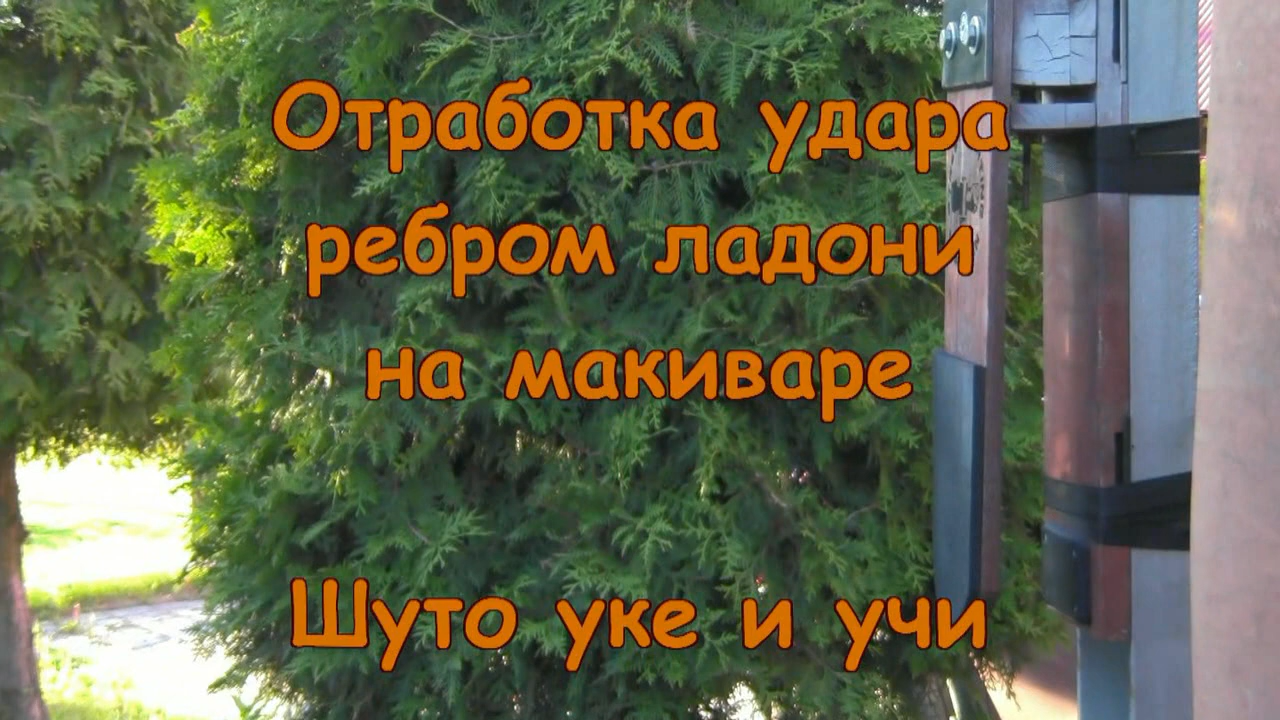 Отработка удара
ребром ладони
на макиваре
Шуто уке и учи